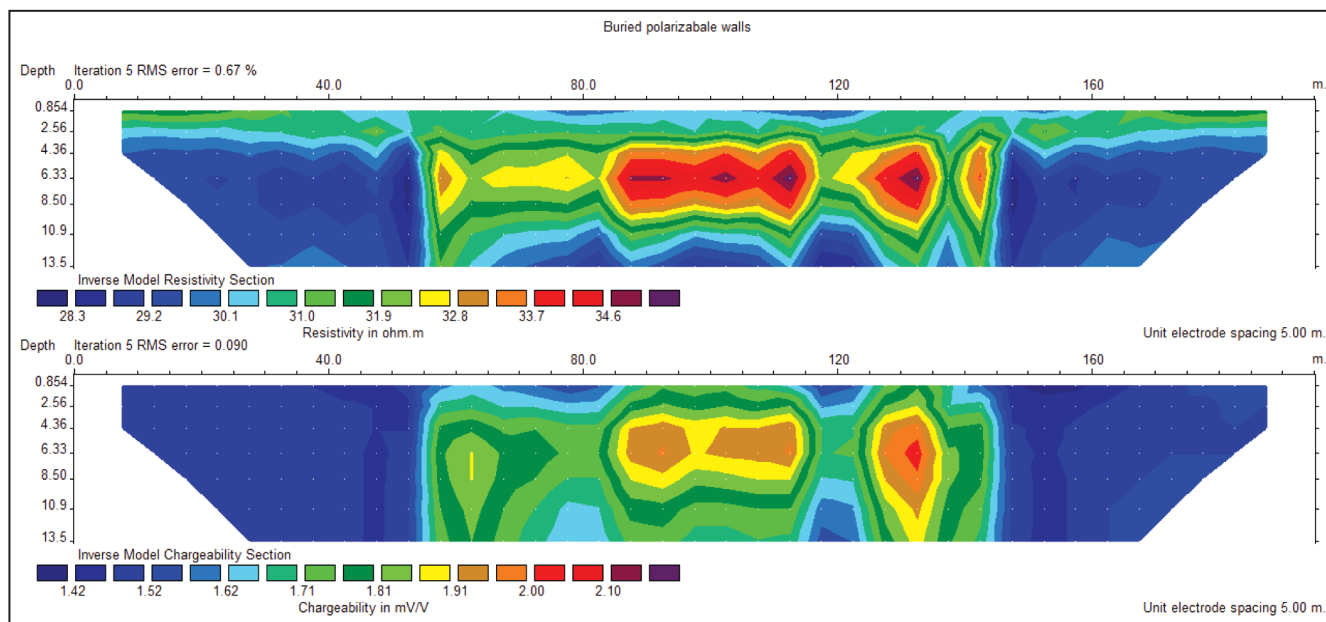 Buried polarizabale walls
Depth Iteration 5 RMS error = 0.67 %
0.0 40.0 80.0 120 160 m.
0.854
2.56
4.36
6.33
8.50
10.9
13.5
Inverse Model Resistivity Section
28.3 29.2 30.1 31.0 31.9 32.8 33.7 34.6
Resistivity in ohm.m
Unit electrode spacing 5.00 m.
Depth Iteration 5 RMS error = 0.090
0.0 40.0 80.0 120 160 m.
0.854
2.56
4.36
6.33
8.50
10.9
13.5
Inverse Model Chargeability Section
1.42 1.52 1.62 1.71 1.81 1.91 2.00 2.10
Chargeability in mV/V
Unit electrode spacing 5.00 m.